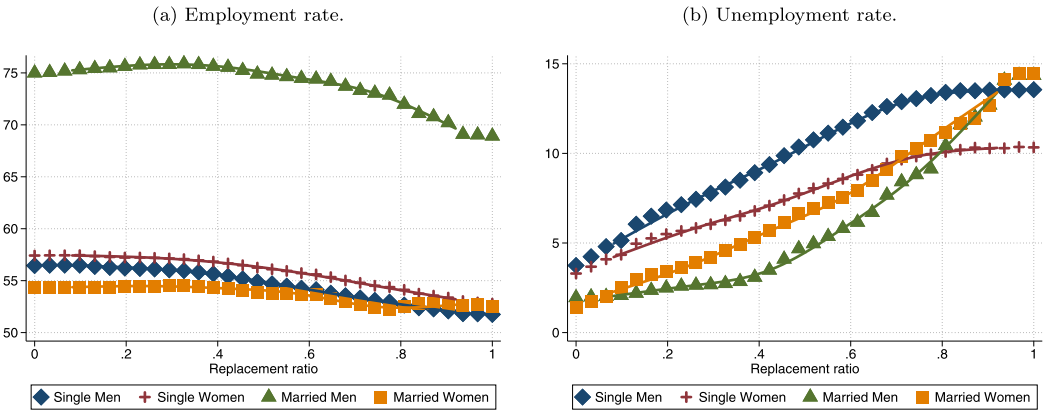 (a) Employment rate.
75
70
65
60
55
50
0 .2 .4 .6 .8 1
Replacement ratio
Single Men Single Women Married Men Married Women
(b) Unemployment rate.
15
10
5
0
0 .2 .4 .6 .8 1
Replacement ratio
Single Men Single Women Married Men Married Women